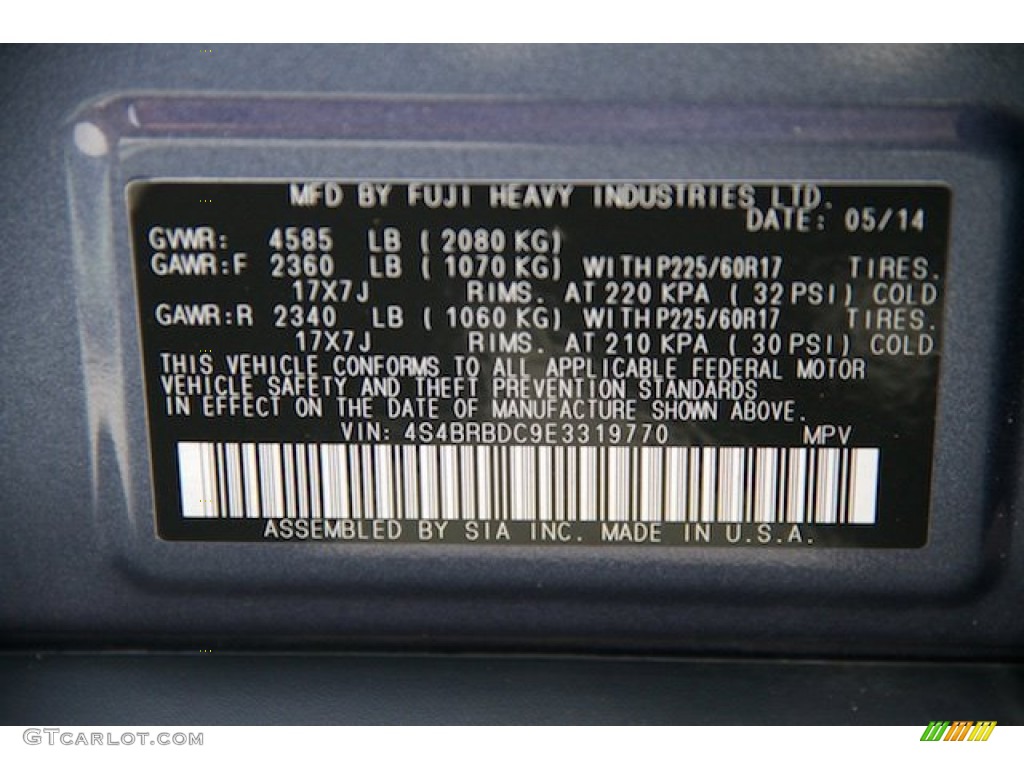 MFD BY FUJI HEAVY INDUSTRIES LTD.
DATE: 05/14
GVWR: 4585 LB ( 2080 KG)
GAWR:F 2360 LB ( 1070 KG) WITH P225/60R17 TIRES.
17X7J RIMS. AT 220 KPA ( 32 PSI) COLD
GAWR:R 2340 LB ( 1060 KG) WITH P225/60R17 TIRES.
17X7J RIMS. AT 210 KPA ( 30 PSI) COLD
THIS VEHICLE CONFORMS TO ALL APPLICABLE FEDERAL MOTOR
VEHICLE SAFETY AND THEFT PREVENTION STANDARDS
IN EFFECT ON THE DATE OF MANUFACTURE SHOWN ABOVE.
VIN: 4S4BRBDC9E3319770 MPV
ASSEMBLED BY SIA INC. MADE IN U.S.A.
GTCARLOT.COM